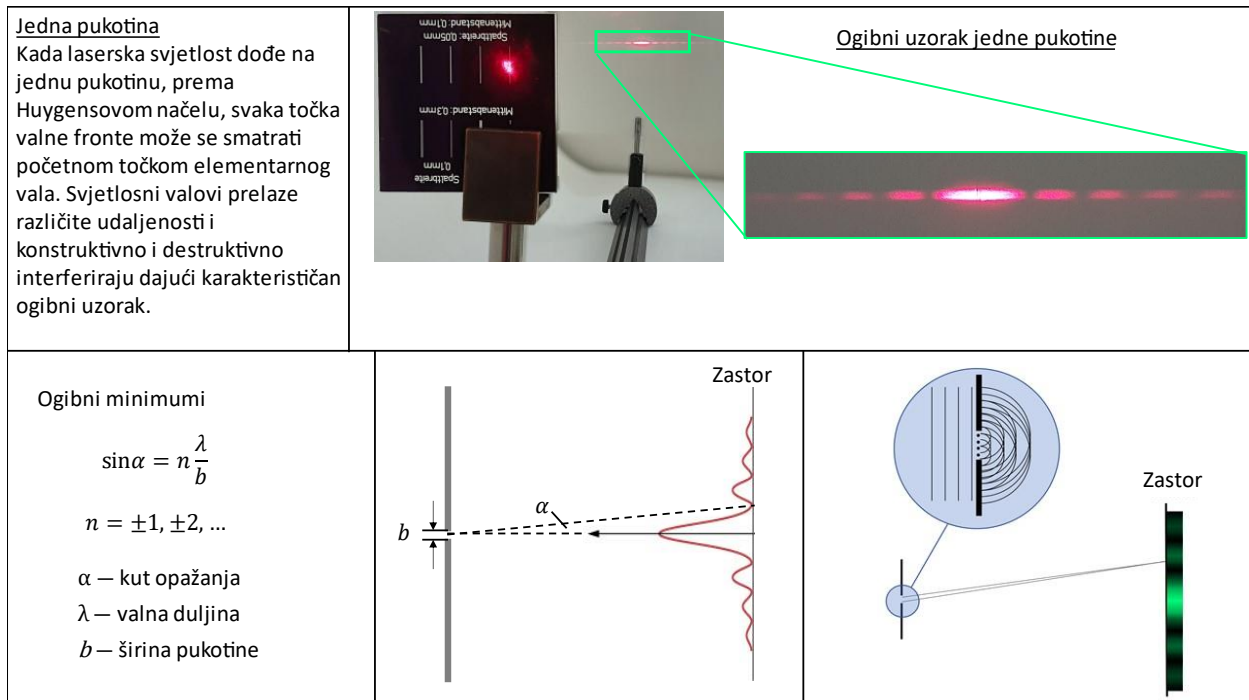 Jedna pukotina
Kada laserska svjetlost dođe na
jednu pukotinu, prema
Huygensovom načelu, svaka točka
valne fronte može se smatrati
početnom točkom elementarnog
vala. Svjetlosni valovi prelaze
različite udaljenosti i
konstruktivno i destruktivno
interferiraju dajući karakterističan
ogibni uzorak.
Mittenabstand: 0,1mm
Spaltbreite: 0,05mm
Mittenabstand: 0,3mm
0,1mm
Spaltbreite
Ogibni uzorak jedne pukotine
Ogibni minimumi
sinα = n λ/b
n = ±1, ±2, ...
α – kut opažanja
λ – valna duljina
b – širina pukotine
Zastor
α
b
Zastor